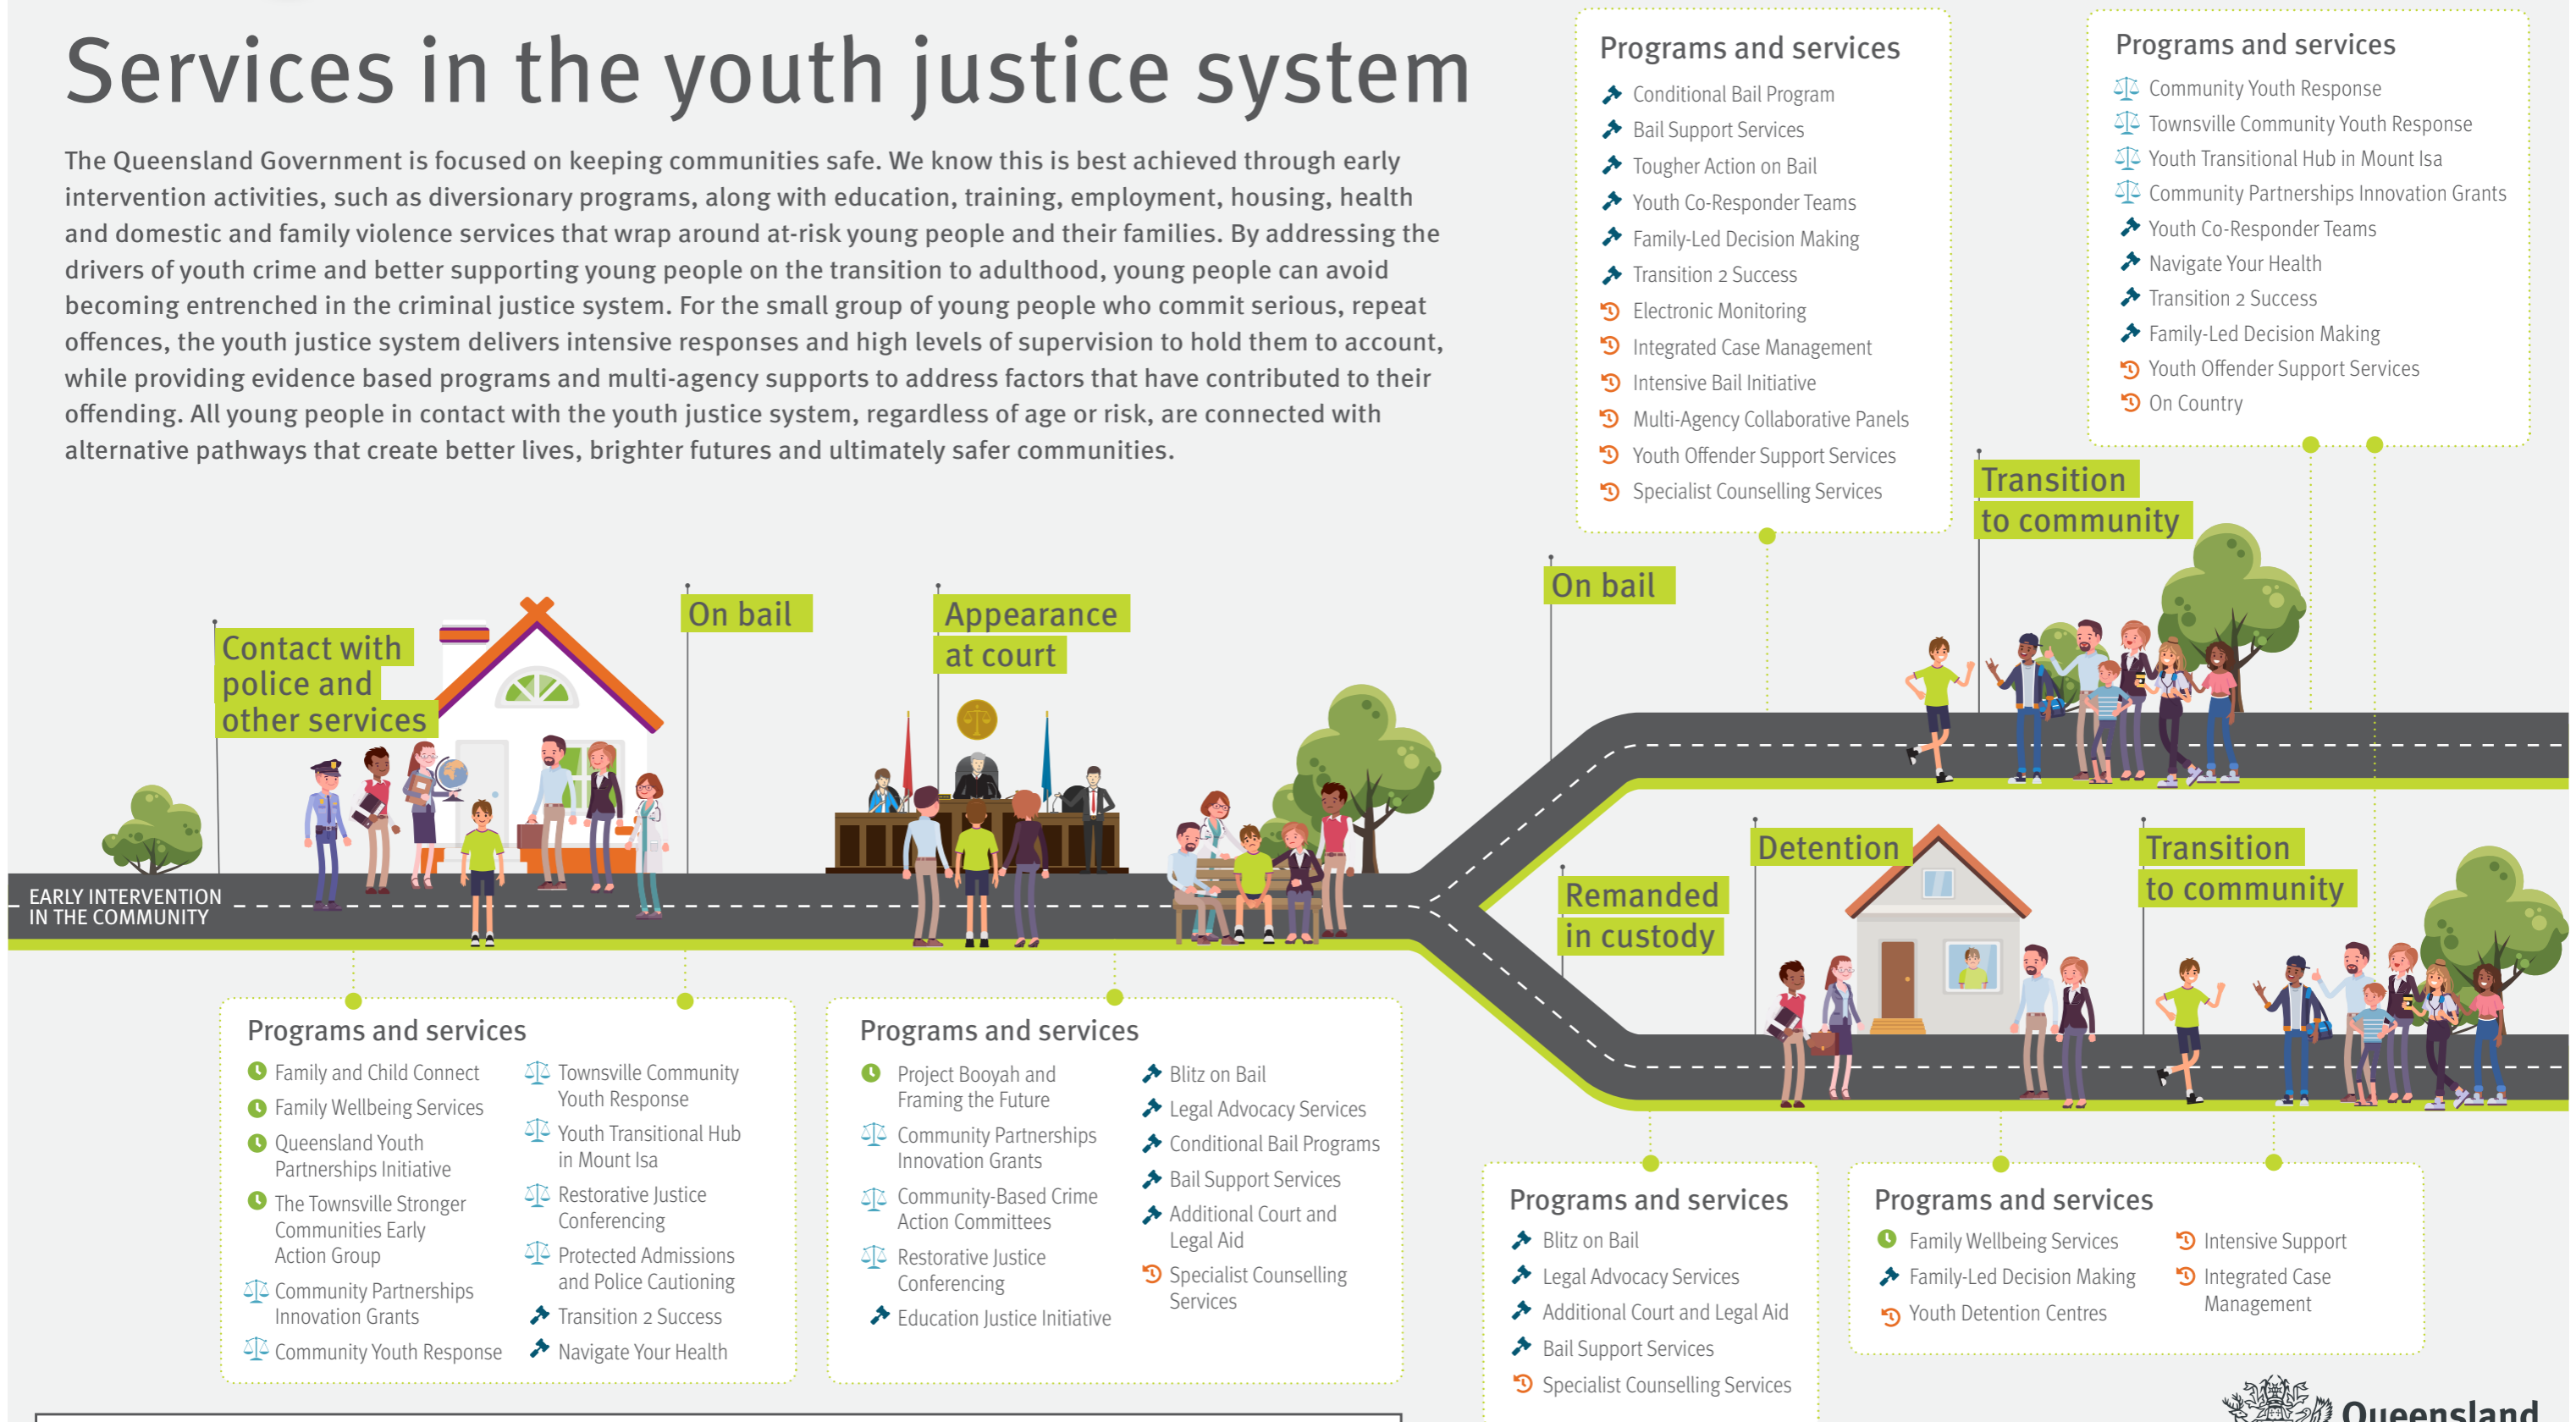 Services in the youth justice system
The Queensland Government is focused on keeping communities safe. We know this is best achieved through early
intervention activities, such as diversionary programs, along with education, training, employment, housing, health
and domestic and family violence services that wrap around at-risk young people and their families. By addressing the
drivers of youth crime and better supporting young people on the transition to adulthood, young people can avoid
becoming entrenched in the criminal justice system. For the small group of young people who commit serious, repeat
offences, the youth justice system delivers intensive responses and high levels of supervision to hold them to account,
while providing evidence based programs and multi-agency supports to address factors that have contributed to their
offending. All young people in contact with the youth justice system, regardless of age or risk, are connected with
alternative pathways that create better lives, brighter futures and ultimately safer communities.
Programs and services
Conditional Bail Program
Bail Support Services
Tougher Action on Bail
Youth Co-Responder Teams
Family-Led Decision Making
Transition 2 Success
Electronic Monitoring
Integrated Case Management
Intensive Bail Initiative
Multi-Agency Collaborative Panels
Youth Offender Support Services
Specialist Counselling Services
Programs and services
Community Youth Response
Townsville Community Youth Response
Youth Transitional Hub in Mount Isa
Community Partnerships Innovation Grants
Youth Co-Responder Teams
Navigate Your Health
Transition 2 Success
Family-Led Decision Making
Youth Offender Support Services
On Country
Contact with
police and
other services
On bail
Appearance
at court
On bail
Transition
to community
EARLY INTERVENTION
IN THE COMMUNITY
Remanded
in custody
Detention
Transition
to community
Programs and services
Family and Child Connect
Family Wellbeing Services
Queensland Youth
Partnerships Initiative
The Townsville Stronger
Communities Early
Action Group
Community Partnerships
Innovation Grants
Community Youth Response
Townsville Community
Youth Response
Youth Transitional Hub
in Mount Isa
Restorative Justice
Conferencing
Protected Admissions
and Police Cautioning
Transition 2 Success
Navigate Your Health
Programs and services
Project Booyah and
Framing the Future
Community Partnerships
Innovation Grants
Community-Based Crime
Action Committees
Restorative Justice
Conferencing
Education Justice Initiative
Blitz on Bail
Legal Advocacy Services
Conditional Bail Programs
Bail Support Services
Additional Court and
Legal Aid
Specialist Counselling
Services
Programs and services
Blitz on Bail
Legal Advocacy Services
Additional Court and Legal Aid
Bail Support Services
Specialist Counselling Services
Programs and services
Family Wellbeing Services
Family-Led Decision Making
Youth Detention Centres
Intensive Support
Integrated Case
Management
Queensland